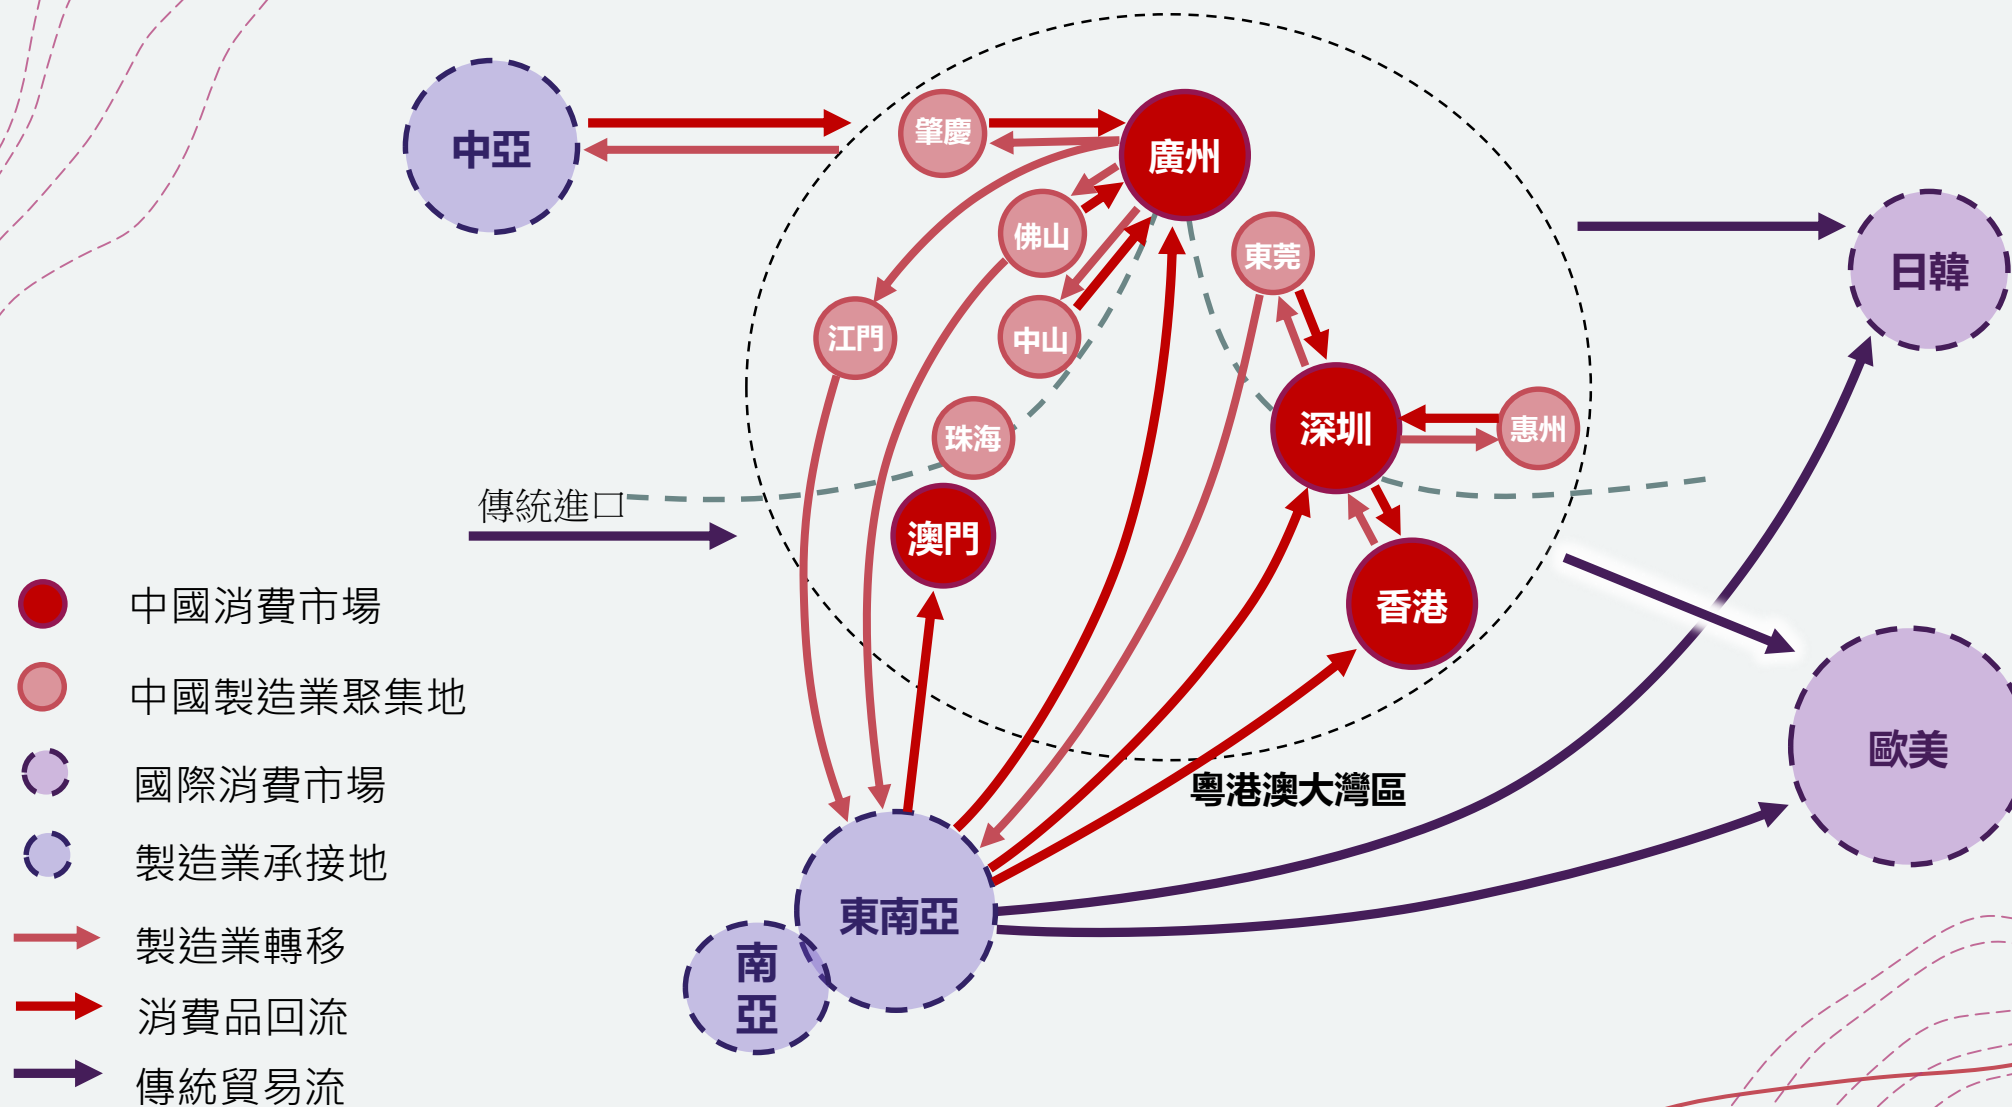 中亞
肇慶
廣州
佛山
東莞
日韓
江門
中山
珠海
深圳
惠州
傳統進口
澳門
香港
中國消費市場
中國製造業聚集地
歐美
國際消費市場
粵港澳大灣區
製造業承接地
東南亞
製造業轉移
南
亞
消費品回流
傳統貿易流